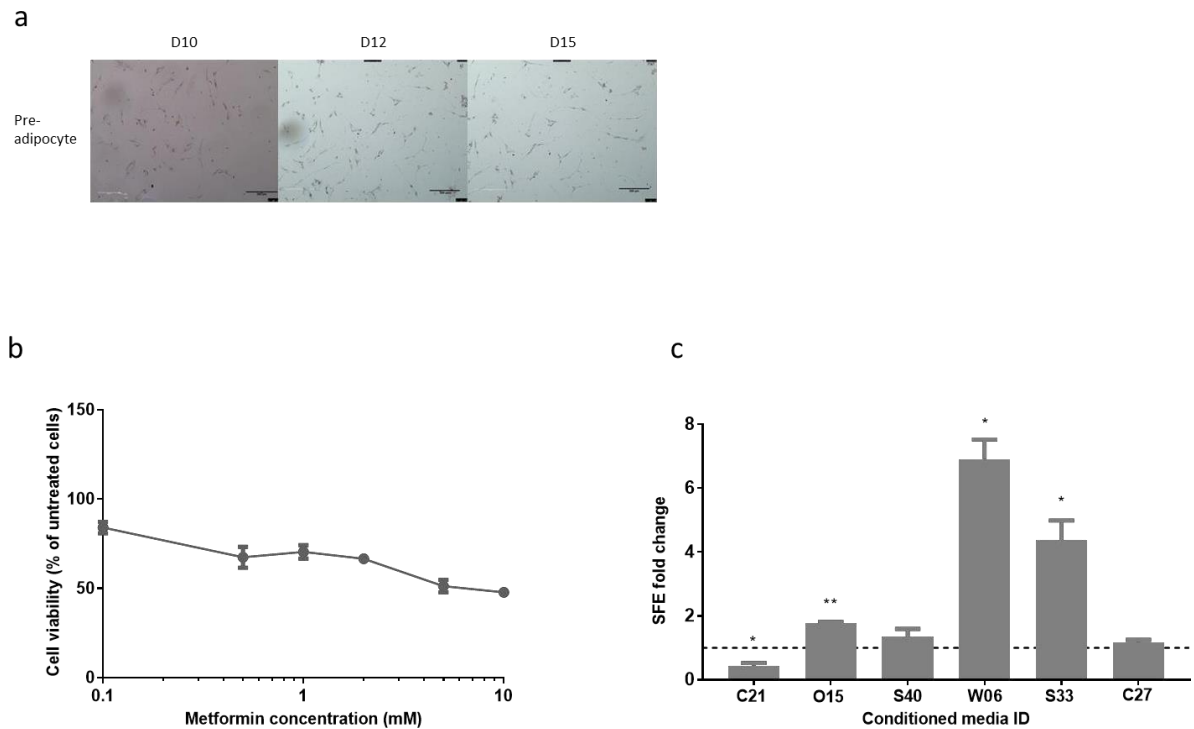 a
D10 D12 D15
Pre-
adipocyte
b
c
Cell viability (% of untreated cells)
150
100
50
0
0.1 1 10
Metformin concentration (mM)
SFE fold change
8
6
4
2
0
*
**
*
*
C21 O15 S40 W06 S33 C27
Conditioned media ID